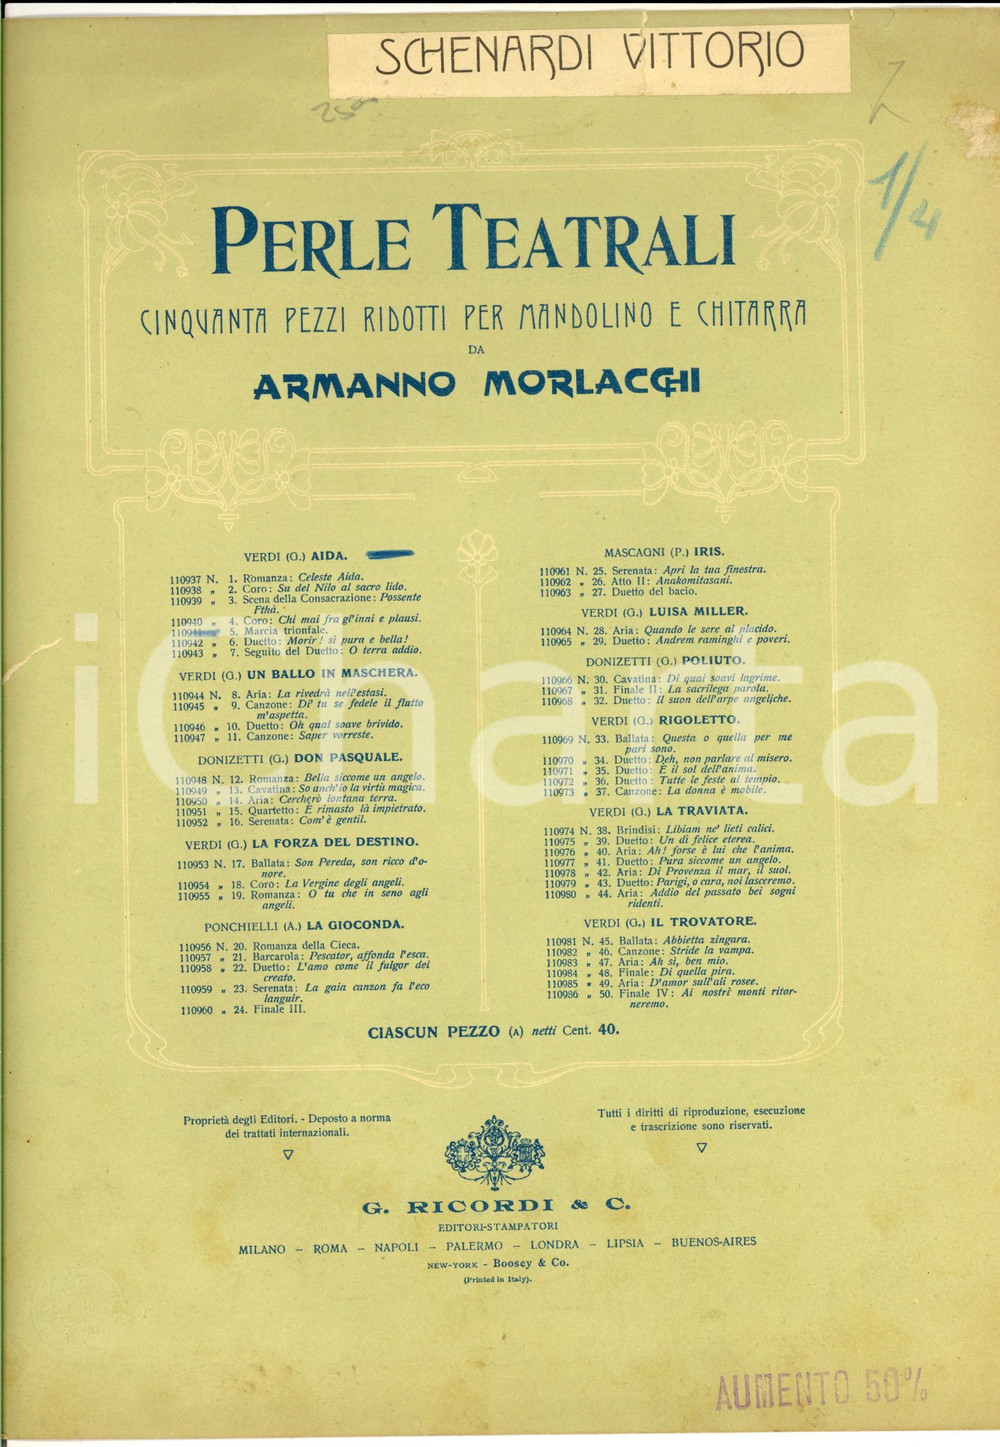 SCHENARDI VITTORIO
1/4
PERLE TEATRALI
CINQUANTA PEZZI RIDOTTI PER MANDOLINO E CHITARRA
DA
ARMANNO MORLACCHI
VERDI (G.) AIDA.
110937 N. 1. Romanza: Celeste Aida.
110938 „ 2. Coro: Su del Nilo al sacro lido.
110939 „ 3. Scena della Consacrazione: Possente
Fthà.
110940 „ 4. Coro: Chi mai fra gl'inni e plausi.
5. Marcia trionfale.
110942 „ 6. Duetto: Morir! sì pura e bella!
110943 „ 7. Seguito del Duetto: O terra addio.
VERDI (G.) UN BALLO IN MASCHERA.
110944 N. 8. Aria: La rivedrà nell'estasi.
110945 „ 9. Canzone: Di' tu se fedele il flutto
m'aspetta.
110946 „ 10. Duetto: Oh qual soave brivido.
110947 „ 11. Canzone: Saper vorreste.
DONIZETTI (G.) DON PASQUALE.
110948 N. 12. Romanza: Bella siccome un angelo.
110949 „ 13. Cavatina: So anch'io la virtù magica.
110950 „ 14. Aria: Cercherò lontana terra.
110951 „ 15. Quartetto: È rimasto là impietrato.
110952 „ 16. Serenata: Com'è gentil.
VERDI (G.) LA FORZA DEL DESTINO.
110953 N. 17. Ballata: Son Pereda, son ricco d'o-
nore.
110954 „ 18. Coro: La Vergine degli angeli.
110955 „ 19. Romanza: O tu che in seno agli
angeli.
PONCHIELLI (A.) LA GIOCONDA.
110956 N. 20. Romanza della Cieca.
110957 „ 21. Barcarola: Pescator, affonda l'esca.
110958 „ 22. Duetto: L'amo come il fulgor del
creato.
110959 „ 23. Serenata: La gaia canzon fa l'eco
languir.
110960 „ 24. Finale III.
MASCAGNI (P.) IRIS.
110961 N. 25. Serenata: Apri la tua finestra.
110962 „ 26. Atto II: Anakomitasani.
110963 „ 27. Duetto del bacio.
VERDI (G.) LUISA MILLER.
110964 N. 28. Aria: Quando le sere al placido.
110965 „ 29. Duetto: Andrem raminghi e poveri.
DONIZETTI (G.) POLIUTO.
110966 N. 30. Cavatina: Di quai soavi lagrime.
110967 „ 31. Finale II: La sacrilega parola.
110968 „ 32. Duetto: Il suon dell'arpe angeliche.
VERDI (G.) RIGOLETTO.
110969 N. 33. Ballata: Questa o quella per me
pari sono.
110970 „ 34. Duetto: Deh, non parlare al misero.
110971 „ 35. Duetto: È il sol dell'anima.
110972 „ 36. Duetto: Tutte le feste al tempio.
110973 „ 37. Canzone: La donna è mobile.
VERDI (G.) LA TRAVIATA.
110974 N. 38. Brindisi: Libiam ne' lieti calici.
110975 „ 39. Duetto: Un dì felice eterea.
110976 „ 40. Aria: Ah! forse è lui che l'anima.
110977 „ 41. Duetto: Pura siccome un angelo.
110978 „ 42. Aria: Di Provenza il mar, il suol.
110979 „ 43. Duetto: Parigi, o cara, noi lasceremo.
110980 „ 44. Aria: Addio del passato bei sogni
ridenti.
VERDI (G.) IL TROVATORE.
110981 N. 45. Ballata: Abbietta zingara.
110982 „ 46. Canzone: Stride la vampa.
110983 „ 47. Aria: Ah sì, ben mio.
110984 „ 48. Finale: Di quella pira.
110985 „ 49. Aria: D'amor sull'ali rosee.
110986 „ 50. Finale IV: Ai nostri monti ritor-
neremo.
CIASCUN PEZZO (A) netti Cent. 40.
Proprietà degli Editori. - Deposto a norma
dei trattati internazionali.
Tutti i diritti di riproduzione, esecuzione
e trascrizione sono riservati.
G. RICORDI & C.
EDITORI-STAMPATORI
MILANO – ROMA – NAPOLI – PALERMO – LONDRA – LIPSIA – BUENOS-AIRES
NEW-YORK - Boosey & Co.
(Printed in Italy).
AUMENTO 50%
iGnata